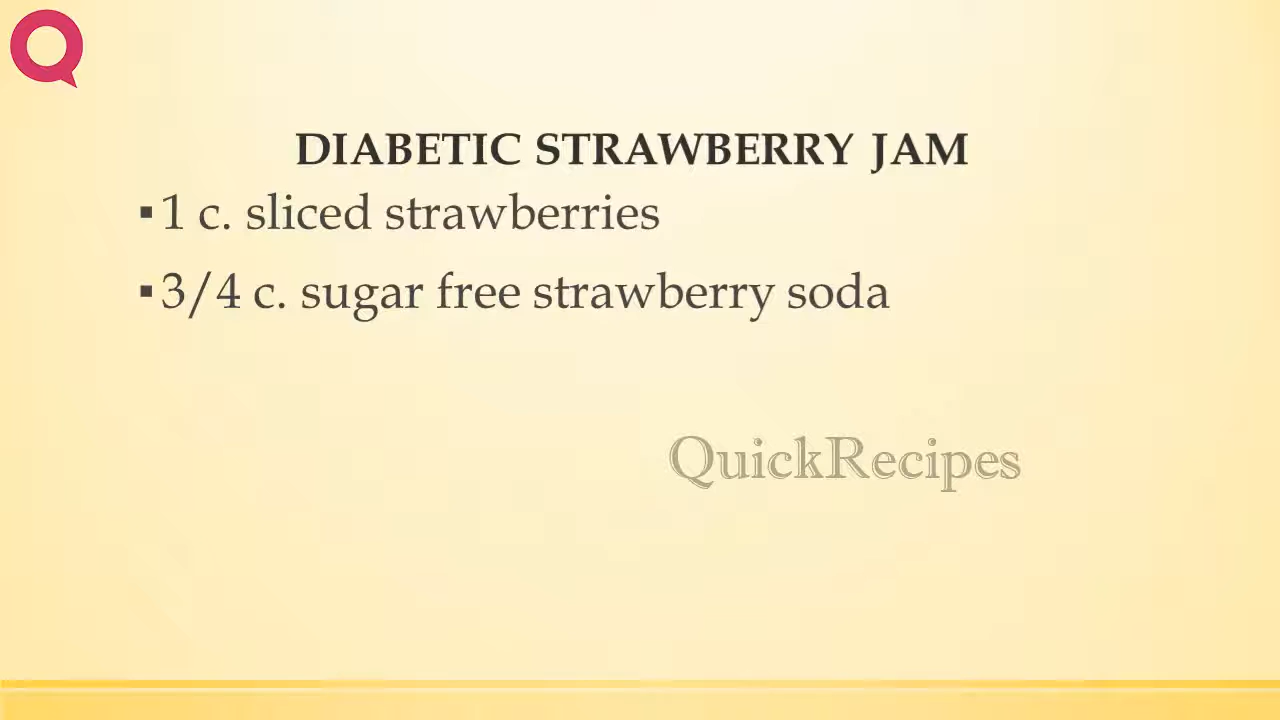 DIABETIC STRAWBERRY JAM
▪1 c. sliced strawberries
▪3/4 c. sugar free strawberry soda
QuickRecipes